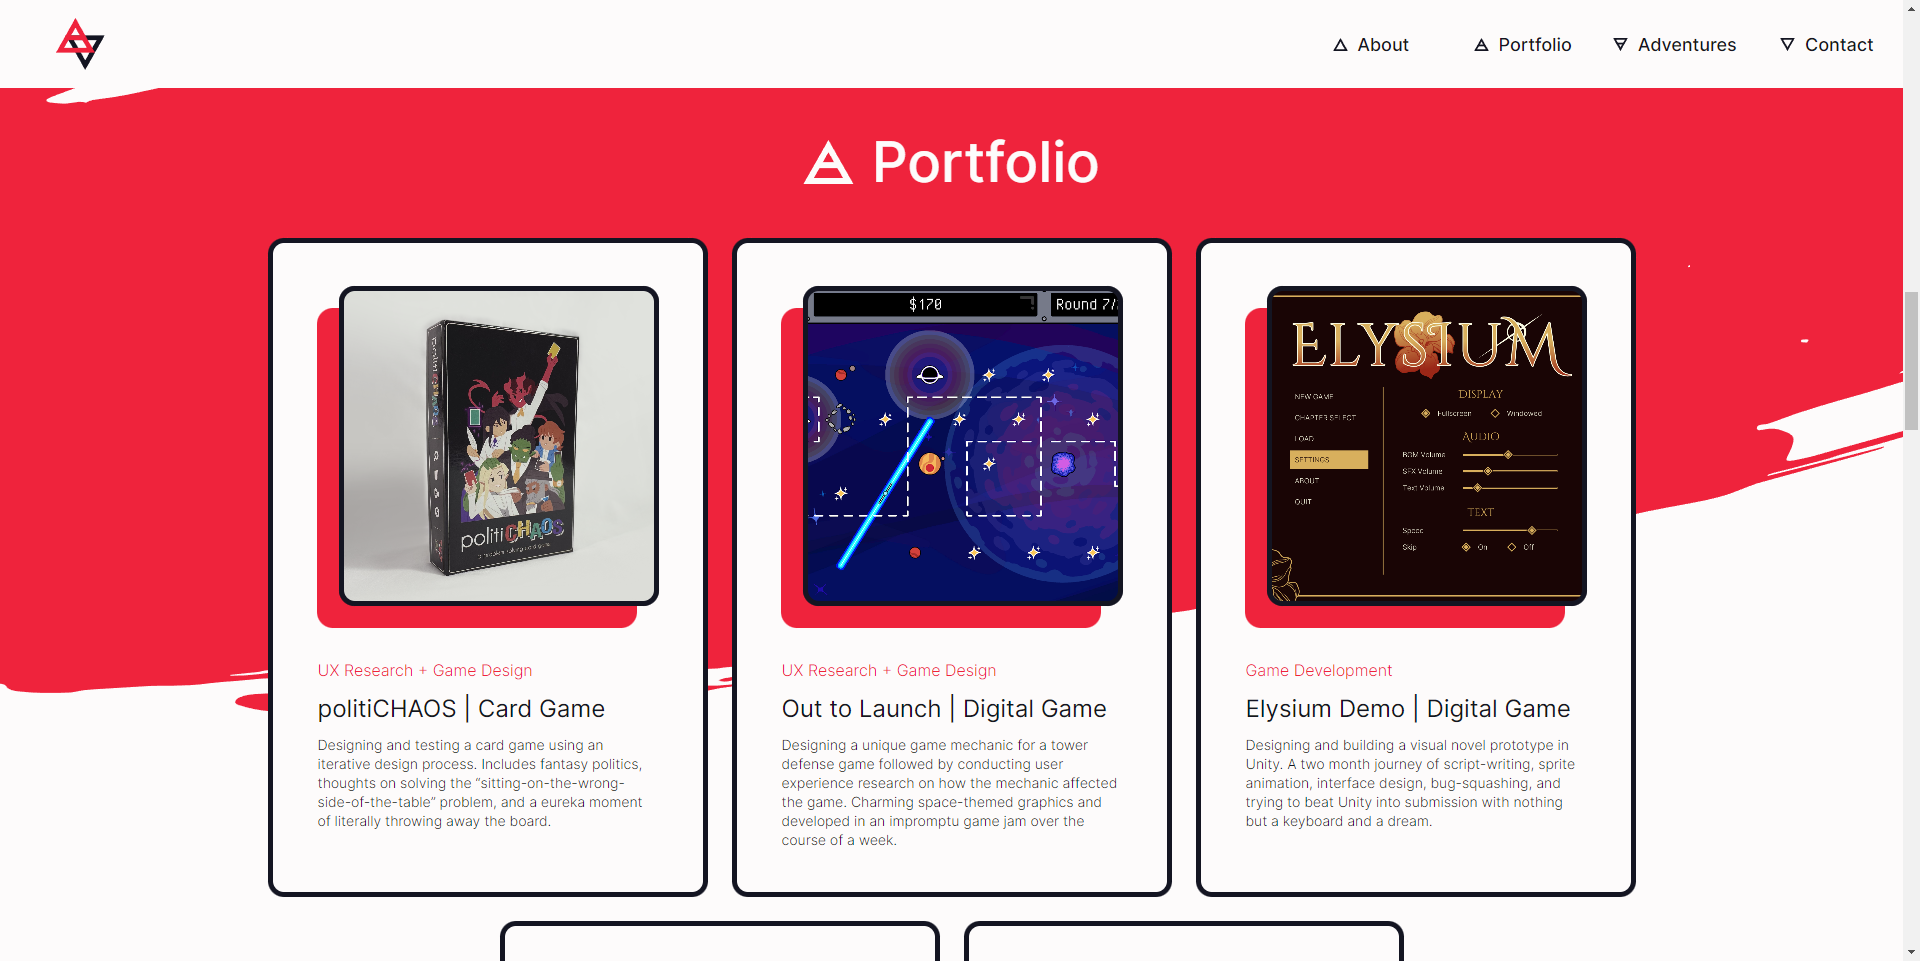 About
Portfolio
Adventures
Contact
Portfolio
politiCHAOS
$170
Round 7/
ELYSIUM
NEW GAME
CHAPTER SELECT
LOAD
SETTINGS
ABOUT
QUIT
DISPLAY
Fullscreen Windowed
AUDIO
BGM Volume
SFX Volume
Text Volume
TEXT
Speed
Skip On Off
UX Research + Game Design
politiCHAOS | Card Game
Designing and testing a card game using an
iterative design process. Includes fantasy politics,
thoughts on solving the “sitting-on-the-wrong-
side-of-the-table” problem, and a eureka moment
of literally throwing away the board.
UX Research + Game Design
Out to Launch | Digital Game
Designing a unique game mechanic for a tower
defense game followed by conducting user
experience research on how the mechanic affected
the game. Charming space-themed graphics and
developed in an impromptu game jam over the
course of a week.
Game Development
Elysium Demo | Digital Game
Designing and building a visual novel prototype in
Unity. A two month journey of script-writing, sprite
animation, interface design, bug-squashing, and
trying to beat Unity into submission with nothing
but a keyboard and a dream.